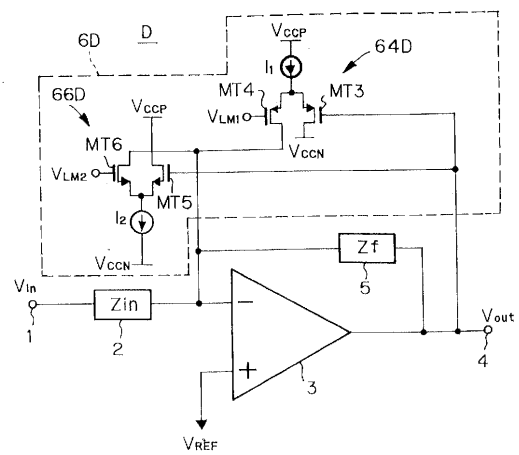 6D
D
VCCP
64D
I1
MT4
MT3
66D
VCCP
VLM1
MT6
VCCN
VLM2
MT5
I2
VCCN
Zf
5
Vin
Zin
1
2
−
+
3
Vout
4
VREF